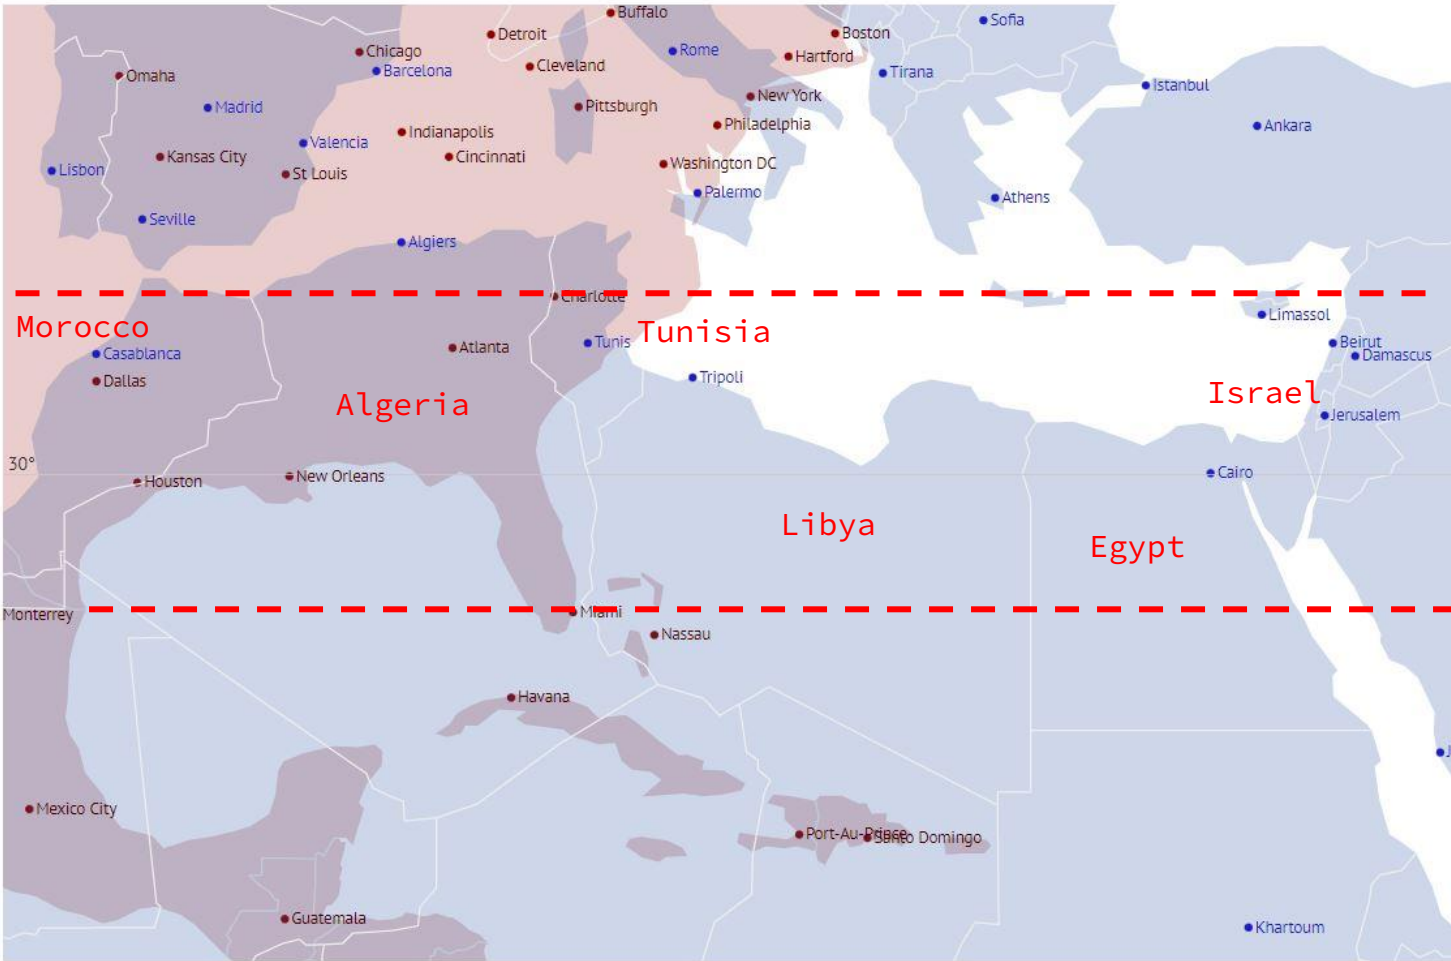 Buffalo
Sofia
Detroit
Boston
Chicago
Rome
Hartford
Cleveland
Barcelona
Tirana
Omaha
Istanbul
New York
Madrid
Pittsburgh
Philadelphia
Ankara
Indianapolis
Valencia
Kansas City
Cincinnati
Washington DC
Lisbon
St Louis
Palermo
Athens
Seville
Algiers
Charlotte
Limassol
Morocco
Tunisia
Tunis
Beirut
Atlanta
Casablanca
Damascus
Tripoli
Dallas
Israel
Algeria
Jerusalem
30°
Cairo
New Orleans
Houston
Libya
Egypt
Miami
Monterrey
Nassau
Havana
J
Mexico City
Port-Au-Prince
Santo Domingo
Guatemala
Khartoum